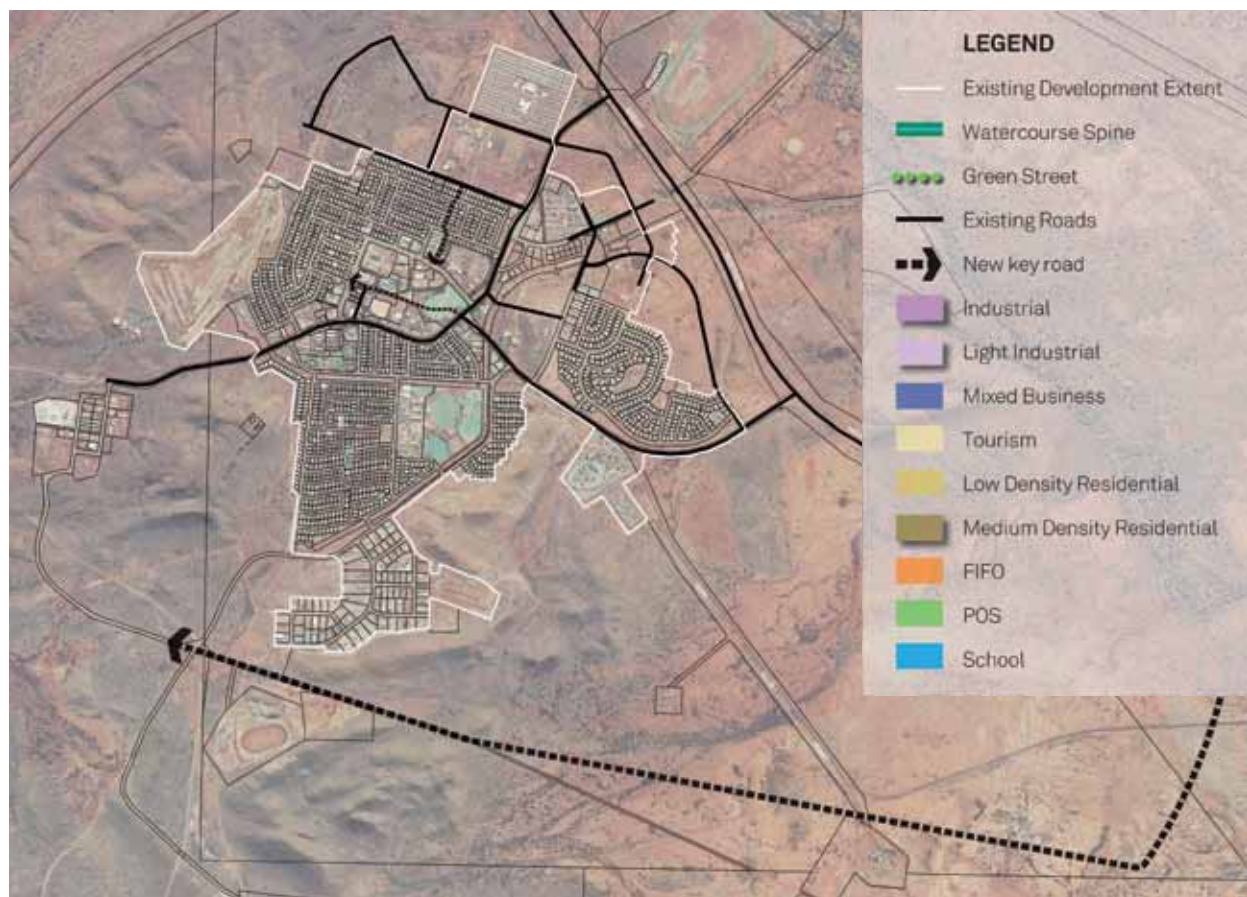 LEGEND
Existing Development Extent
Watercourse Spine
Green Street
Existing Roads
New key road
Industrial
Light Industrial
Mixed Business
Tourism
Low Density Residential
Medium Density Residential
FIFO
POS
School